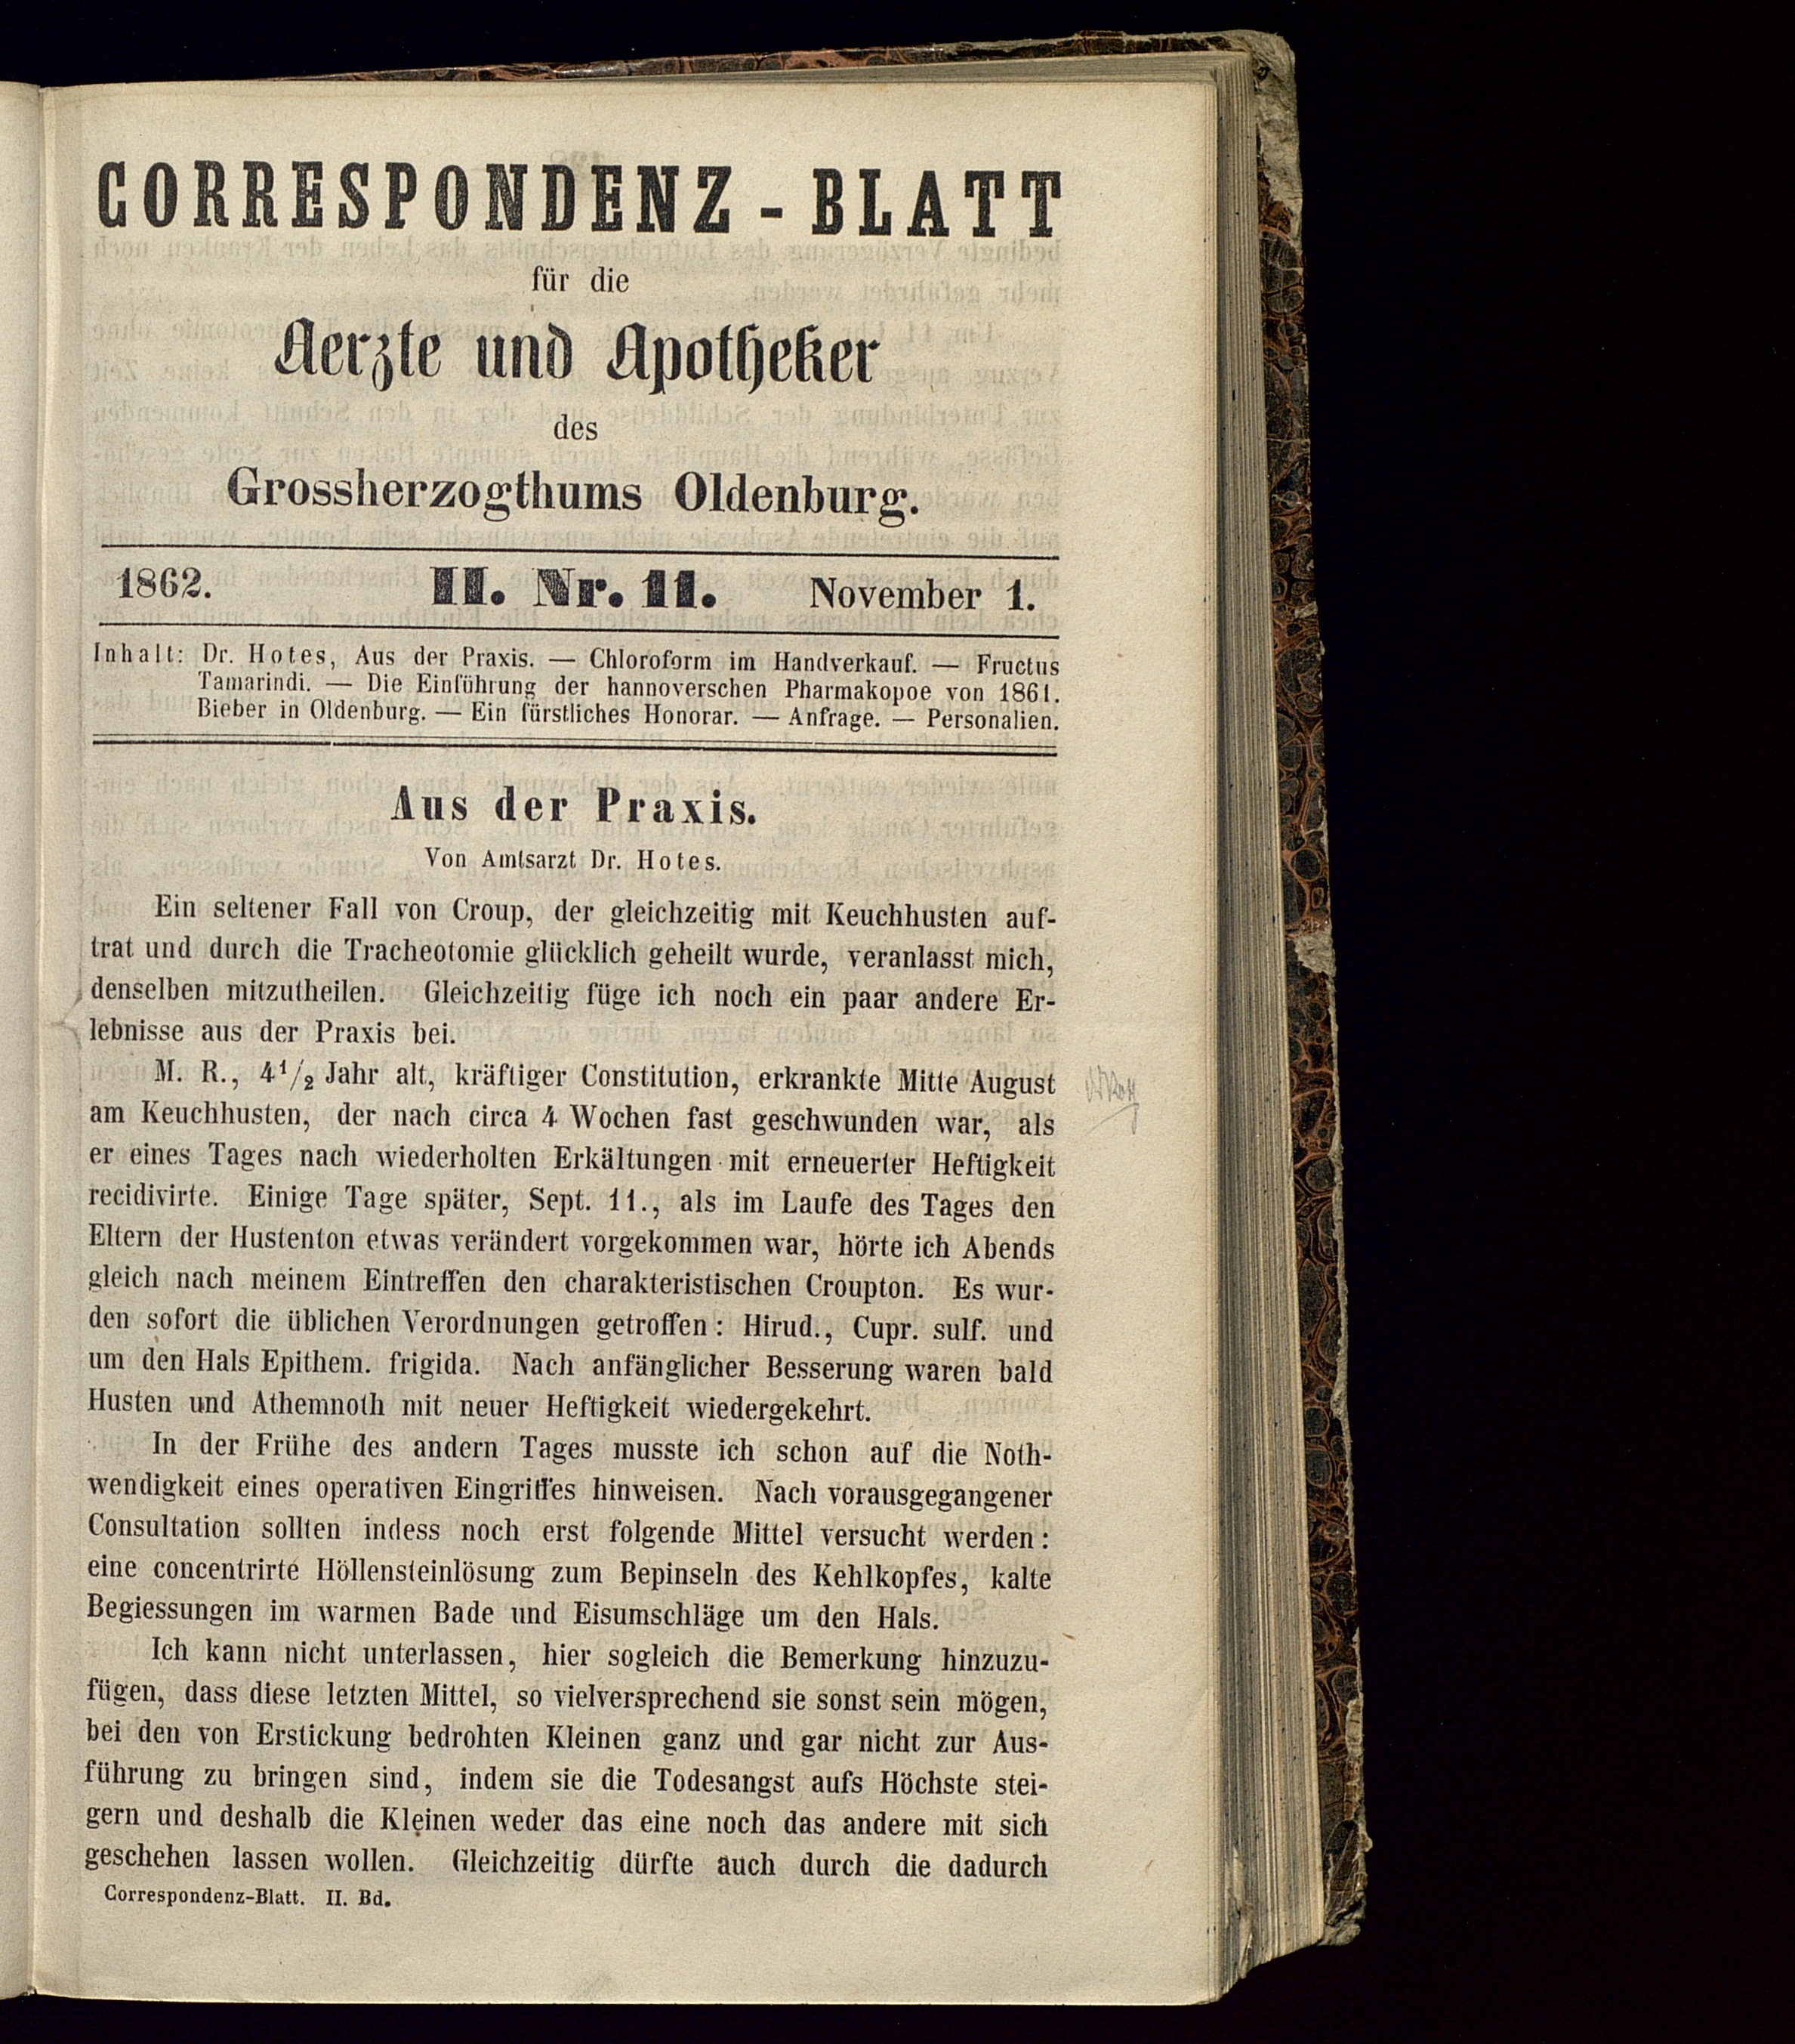 CORRESPONDENZ-BLATT
für die
Aerzte und Apotheker
des
Grossherzogthums Oldenburg.
1862. II. Nr. 11. November 1.
Inhalt: Dr. Hotes, Aus der Praxis. — Chloroform im Handverkauf. — Fructus
Tamarindi. — Die Einführung der hannoverschen Pharmakopoe von 1861.
Bieber in Oldenburg. — Ein fürstliches Honorar. — Anfrage. — Personalien.
Aus der Praxis.
Von Amtsarzt Dr. Hotes.
Ein seltener Fall von Croup, der gleichzeitig mit Keuchhusten auf-
trat und durch die Tracheotomie glücklich geheilt wurde, veranlasst mich,
denselben mitzutheilen. Gleichzeitig füge ich noch ein paar andere Er-
lebnisse aus der Praxis bei.
M. R., 4 1/2 Jahr alt, kräftiger Constitution, erkrankte Mitte August
am Keuchhusten, der nach circa 4 Wochen fast geschwunden war, als
er eines Tages nach wiederholten Erkältungen mit erneuerter Heftigkeit
recidivirte. Einige Tage später, Sept. 11., als im Laufe des Tages den
Eltern der Hustenton etwas verändert vorgekommen war, hörte ich Abends
gleich nach meinem Eintreffen den charakteristischen Croupton. Es wur-
den sofort die üblichen Verordnungen getroffen: Hirud., Cupr. sulf. und
um den Hals Epithem. frigida. Nach anfänglicher Besserung waren bald
Husten und Athemnoth mit neuer Heftigkeit wiedergekehrt.
In der Frühe des andern Tages musste ich schon auf die Noth-
wendigkeit eines operativen Eingriffes hinweisen. Nach vorausgegangener
Consultation sollten indess noch erst folgende Mittel versucht werden:
eine concentrirte Höllensteinlösung zum Bepinseln des Kehlkopfes, kalte
Begiessungen im warmen Bade und Eisumschläge um den Hals.
Ich kann nicht unterlassen, hier sogleich die Bemerkung hinzuzu-
fügen, dass diese letzten Mittel, so vielversprechend sie sonst sein mögen,
bei den von Erstickung bedrohten Kleinen ganz und gar nicht zur Aus-
führung zu bringen sind, indem sie die Todesangst aufs Höchste stei-
gern und deshalb die Kleinen weder das eine noch das andere mit sich
geschehen lassen wollen. Gleichzeitig dürfte auch durch die dadurch
Correspondenz-Blatt. II. Bd.